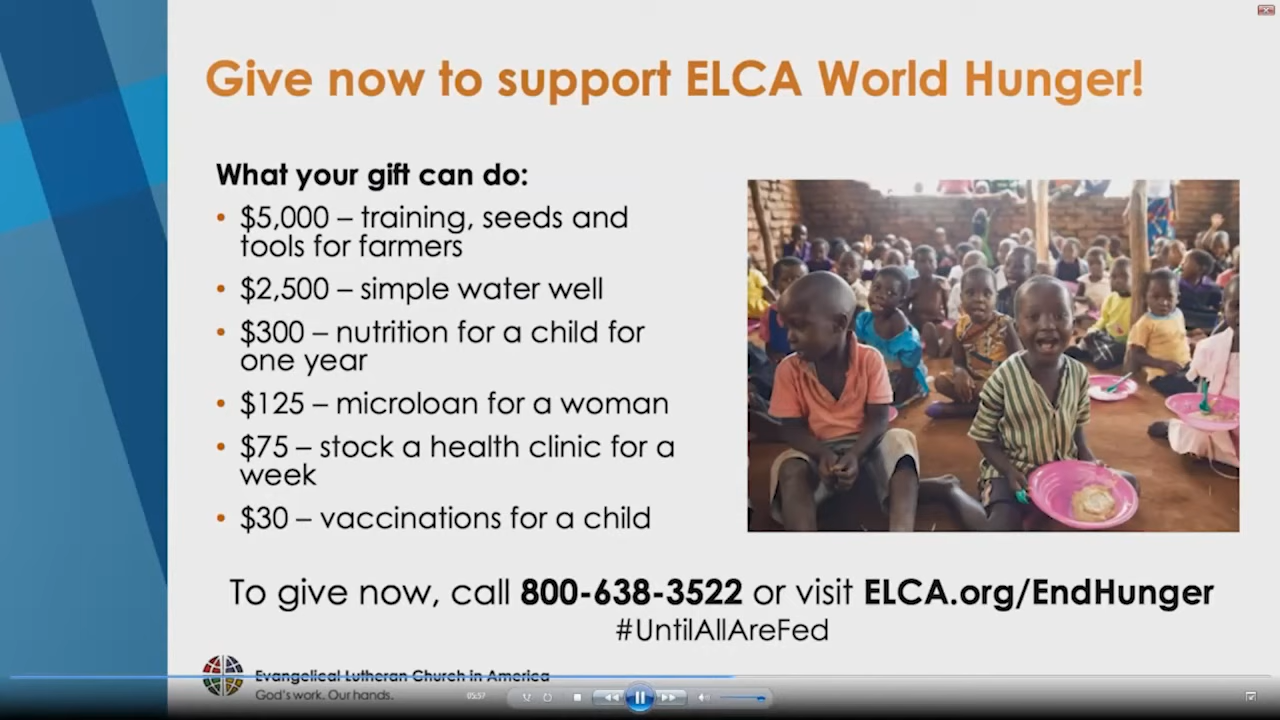 Give now to support ELCA World Hunger!
What your gift can do:
• $5,000 – training, seeds and
tools for farmers
• $2,500 – simple water well
• $300 – nutrition for a child for
one year
• $125 – microloan for a woman
• $75 – stock a health clinic for a
week
• $30 – vaccinations for a child
To give now, call 800-638-3522 or visit ELCA.org/EndHunger
#UntilAllAreFed
Evangelical Lutheran Church in America
God's work. Our hands.
05:57